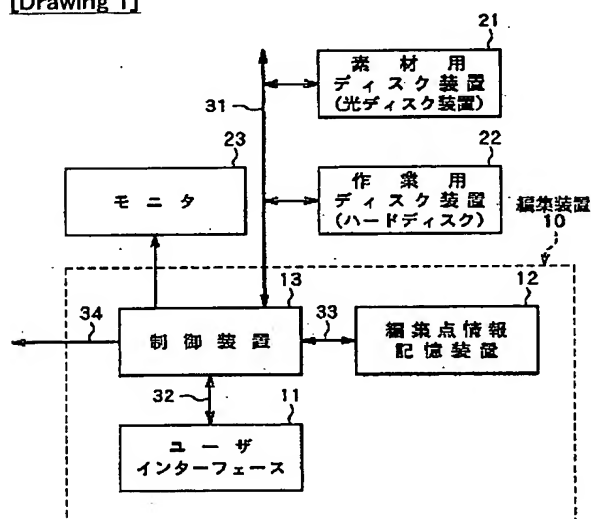 [Drawing 1]
21
素材用
ディスク装置
(光ディスク装置)
31
23
モニタ
22
作業用
ディスク装置
(ハードディスク)
編集装置
10
34
13
制御装置
33
12
編集点情報
記憶装置
32
11
ユーザ
インターフェース